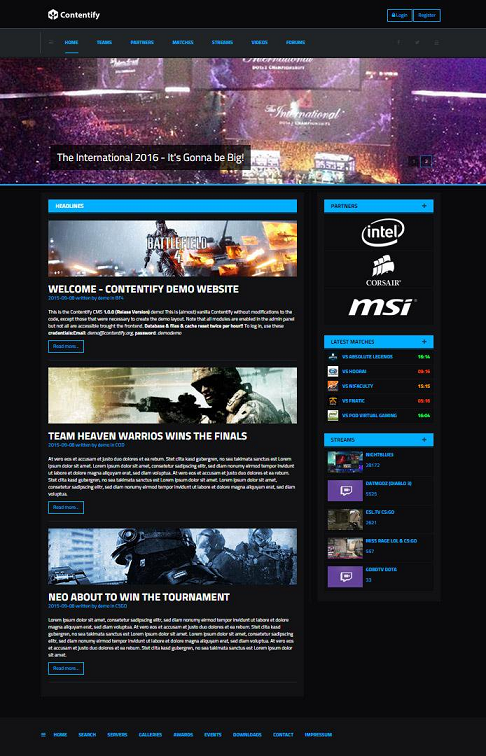 Contentify
Login
Register
HOME TEAMS PARTNERS MATCHES STREAMS VIDEOS FORUMS
The International
DOTA 2 CHAMPIONSHIPS
The International 2016 - It's Gonna be Big!
2
HEADLINES
BATTLEFIELD 4
WELCOME - CONTENTIFY DEMO WEBSITE
2015-09-08 written by demo in BF4
This is the Contentify CMS 1.0.0 (Relase Version) demo! This is (almost) vanilla Contentify without modifications to the
code, except those that were necessary to create the demo layout. Note that all modules are enabled in the admin panel
but not all are accessible trought the frontend. Database & files & cache reset twice per hour!! To log in, use these
credentials: Email: demo@contentify.org, password: demodemo
Read more...
TEAM HEAVEN WARRIOS WINS THE FINALS
2015-09-08 written by demo in COD
At vero eos et accusam et justo duo dolores et ea rebum. Stet clita kasd gubergren, no sea takimata sanctus est Lorem
ipsum dolor sit amet. Lorem ipsum dolor sit amet, consetetur sadipscing elitr, sed diam nonumy eirmod tempor
invidunt ut labore et dolore magna aliquyam erat, sed diam voluptua. At vero eos et accusam et justo duo dolores et
ea rebum. Stet clita kasd gubergren, no sea takimata sanctus est Lorem ipsum dolor sit amet. Lorem ipsum dolor sit amet,
consetetur sadipscing elitr, sed diam nonumy eirmod tempor invidunt ut labore et dolore magna aliquyam erat, sed diam
voluptua.
Read more...
NEO ABOUT TO WIN THE TOURNAMENT
2015-09-08 written by demo in CSGO
Lorem ipsum dolor sit amet, consetetur sadipscing elitr, sed diam nonumy eirmod tempor invidunt ut labore et dolore
magna aliquyam erat, sed diam voluptua. At vero eos et accusam et justo duo dolores et ea rebum. Stet clita kasd
gubergren, no sea takimata sanctus est Lorem ipsum dolor sit amet. Lorem ipsum dolor sit amet, consetetur sadipscing
elitr, sed diam nonumy eirmod tempor invidunt ut labore et dolore magna aliquyam erat, sed diam voluptua. At vero eos
et accusam et justo duo dolores et ea rebum. Stet clita kasd gubergren, no sea takimata sanctus est Lorem ipsum dolor
sit amet.
Read more...
PARTNERS +
intel
CORSAIR
msi
LATEST MATCHES +
VS ABSOLUTE LEGENDS 16:14
VS HOORAI 05:16
VS NIFACULTY 15:15
VS FNATIC 05:16
VS POD VIRTUAL GAMING 16:04
STREAMS +
NIGHTBLUE3
28172
DATMODZ (DIABLO 3)
5325
ESL.TV CS:GO
2621
MISS RAGE LOL & CS:GO
557
GDBDTV DOTA
33
HOME SEARCH SERVERS GALLERIES AWARDS EVENTS DOWNLOADS CONTACT IMPRESSUM